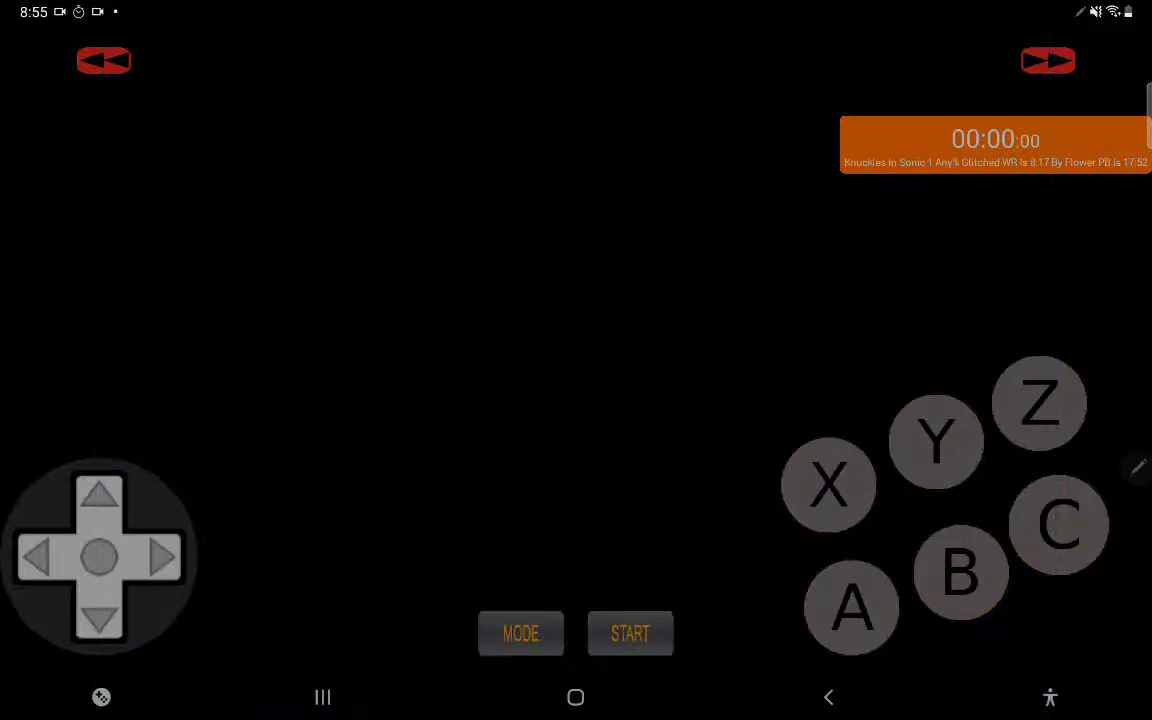 8:55
00:00:00
Knuckles In Sonic 1 Any% Glitched WR Is 8:17 By Flower PB Is 17:52
Z
Y
X
C
B
A
MODE
START